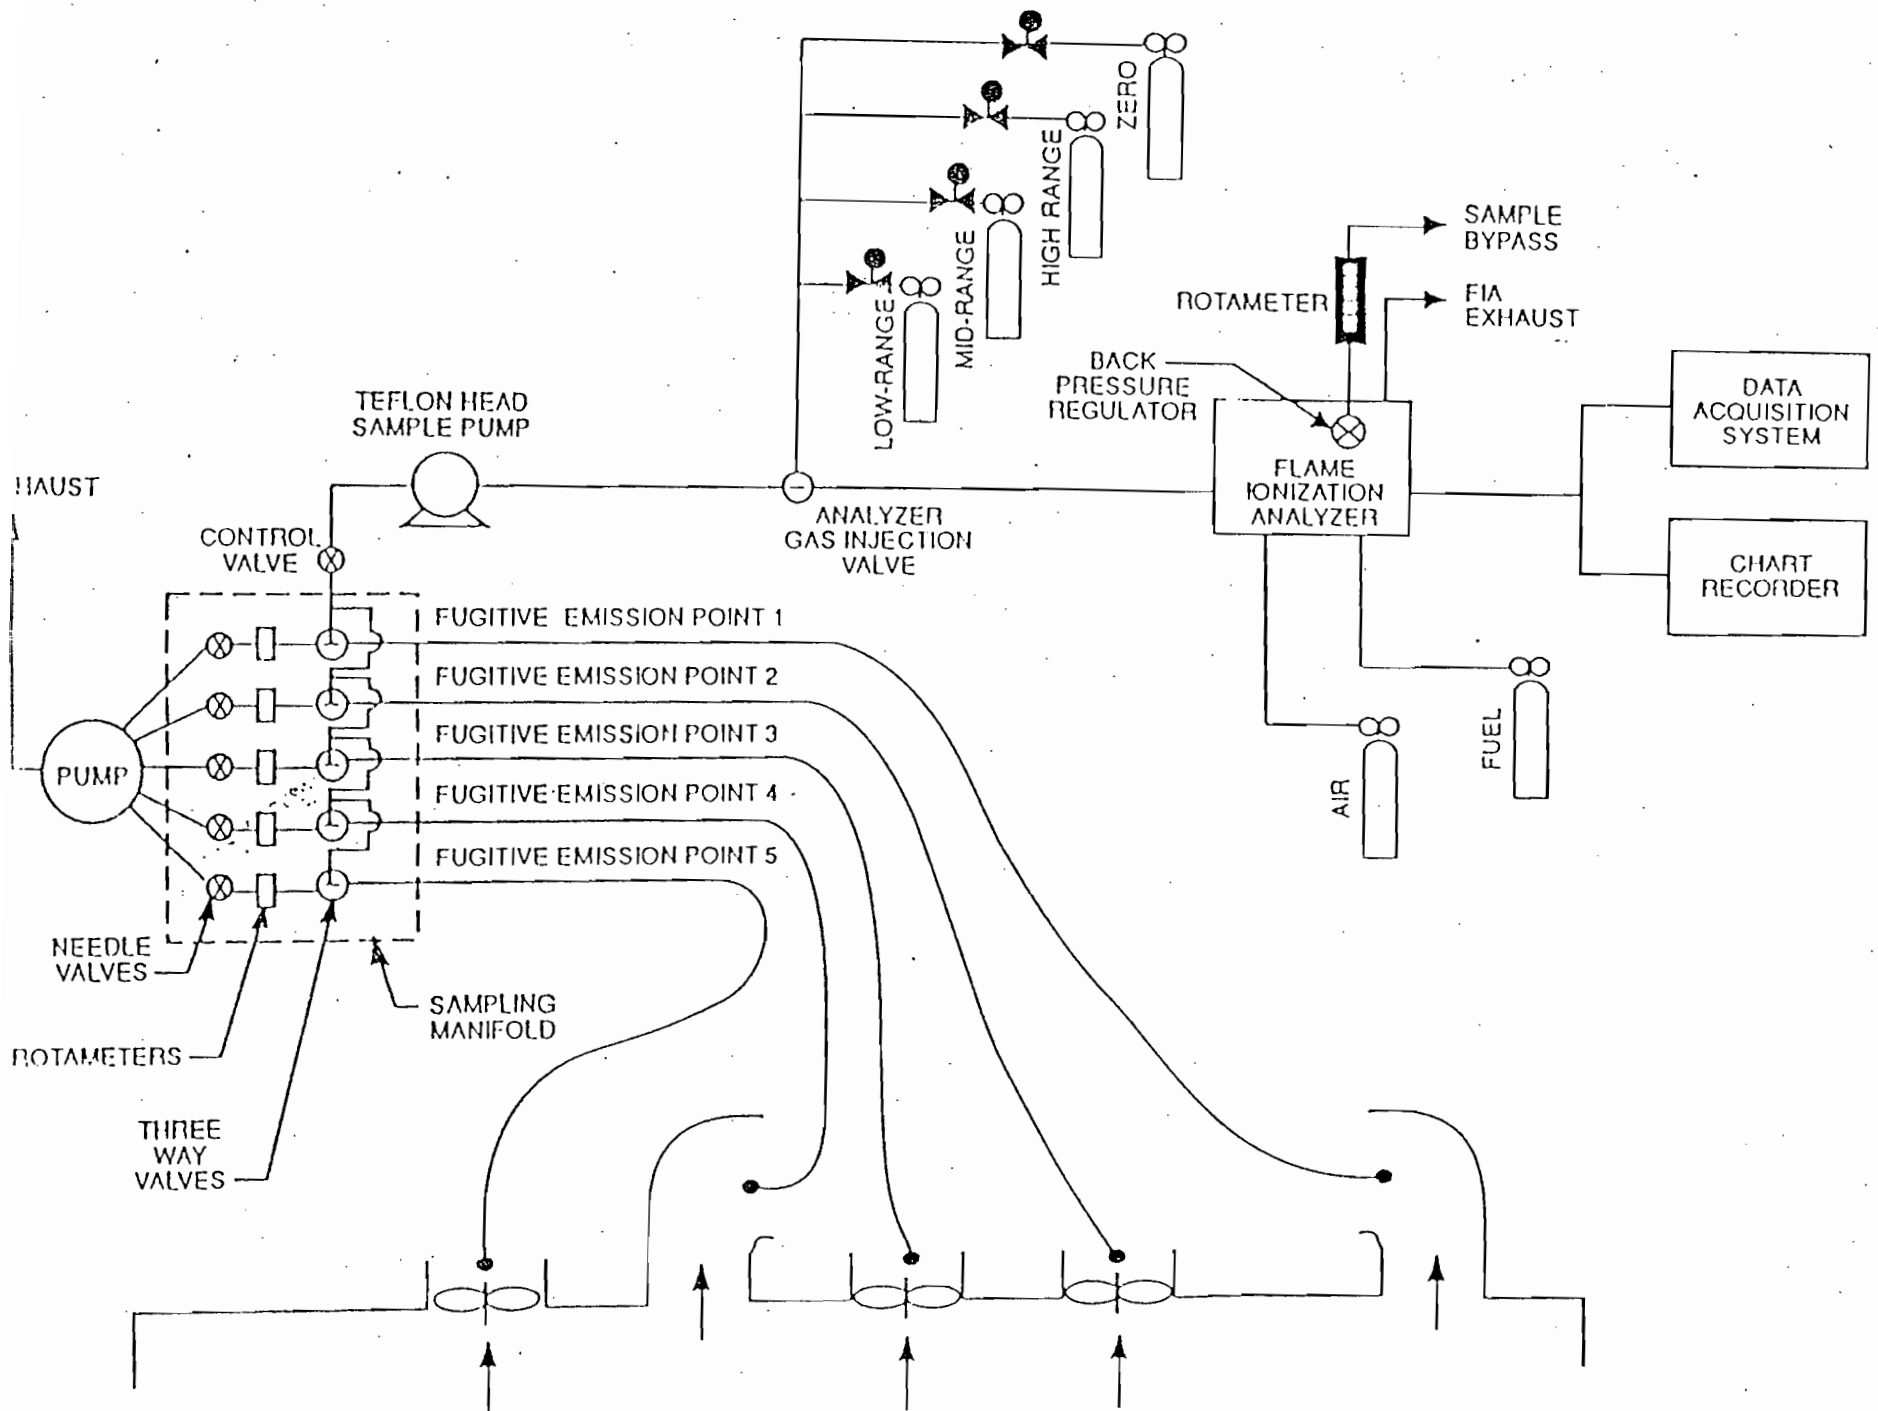 ZERO
HIGH RANGE
MID-RANGE
LOW-RANGE
SAMPLE
BYPASS
ROTAMETER
FIA
EXHAUST
BACK
PRESSURE
REGULATOR
DATA
ACQUISITION
SYSTEM
TEFLON HEAD
SAMPLE PUMP
FLAME
IONIZATION
ANALYZER
HAUST
ANALYZER
GAS INJECTION
VALVE
CONTROL
VALVE
CHART
RECORDER
FUGITIVE EMISSION POINT 1
FUGITIVE EMISSION POINT 2
FUGITIVE EMISSION POINT 3
FUGITIVE EMISSION POINT 4
FUGITIVE EMISSION POINT 5
PUMP
FUEL
AIR
NEEDLE
VALVES
SAMPLING
MANIFOLD
ROTAMETERS
THREE
WAY
VALVES